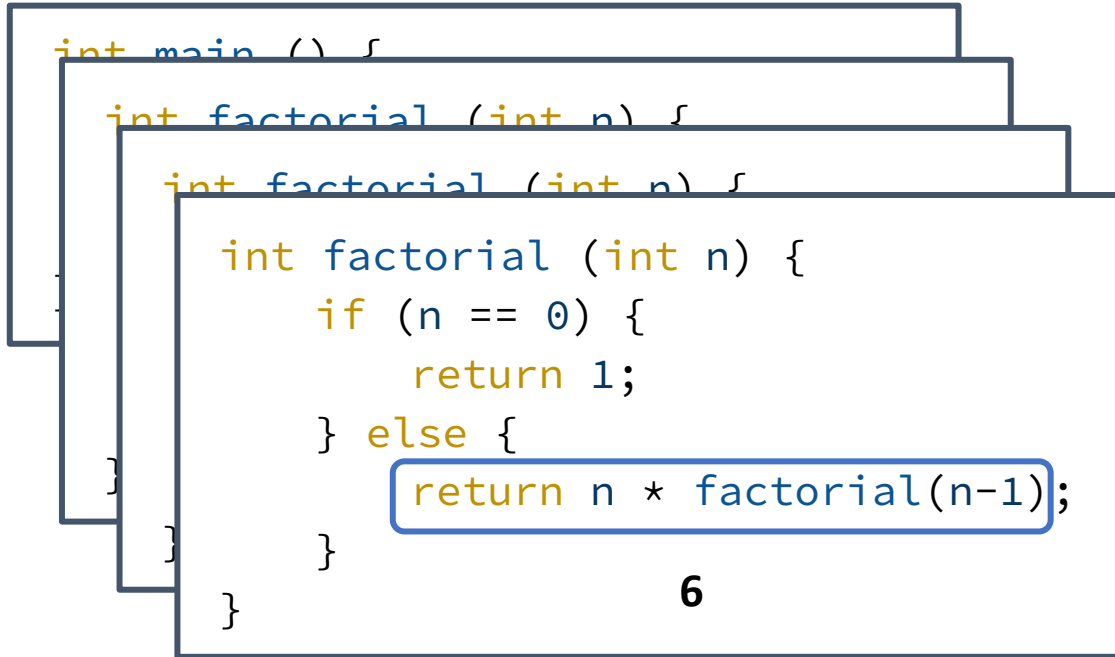 int main () {
int factorial (int n) {
int factorial (int n) {
int factorial (int n) {
if (n == 0) {
return 1;
} else {
return n * factorial(n-1);
}
6
}
}
}
}